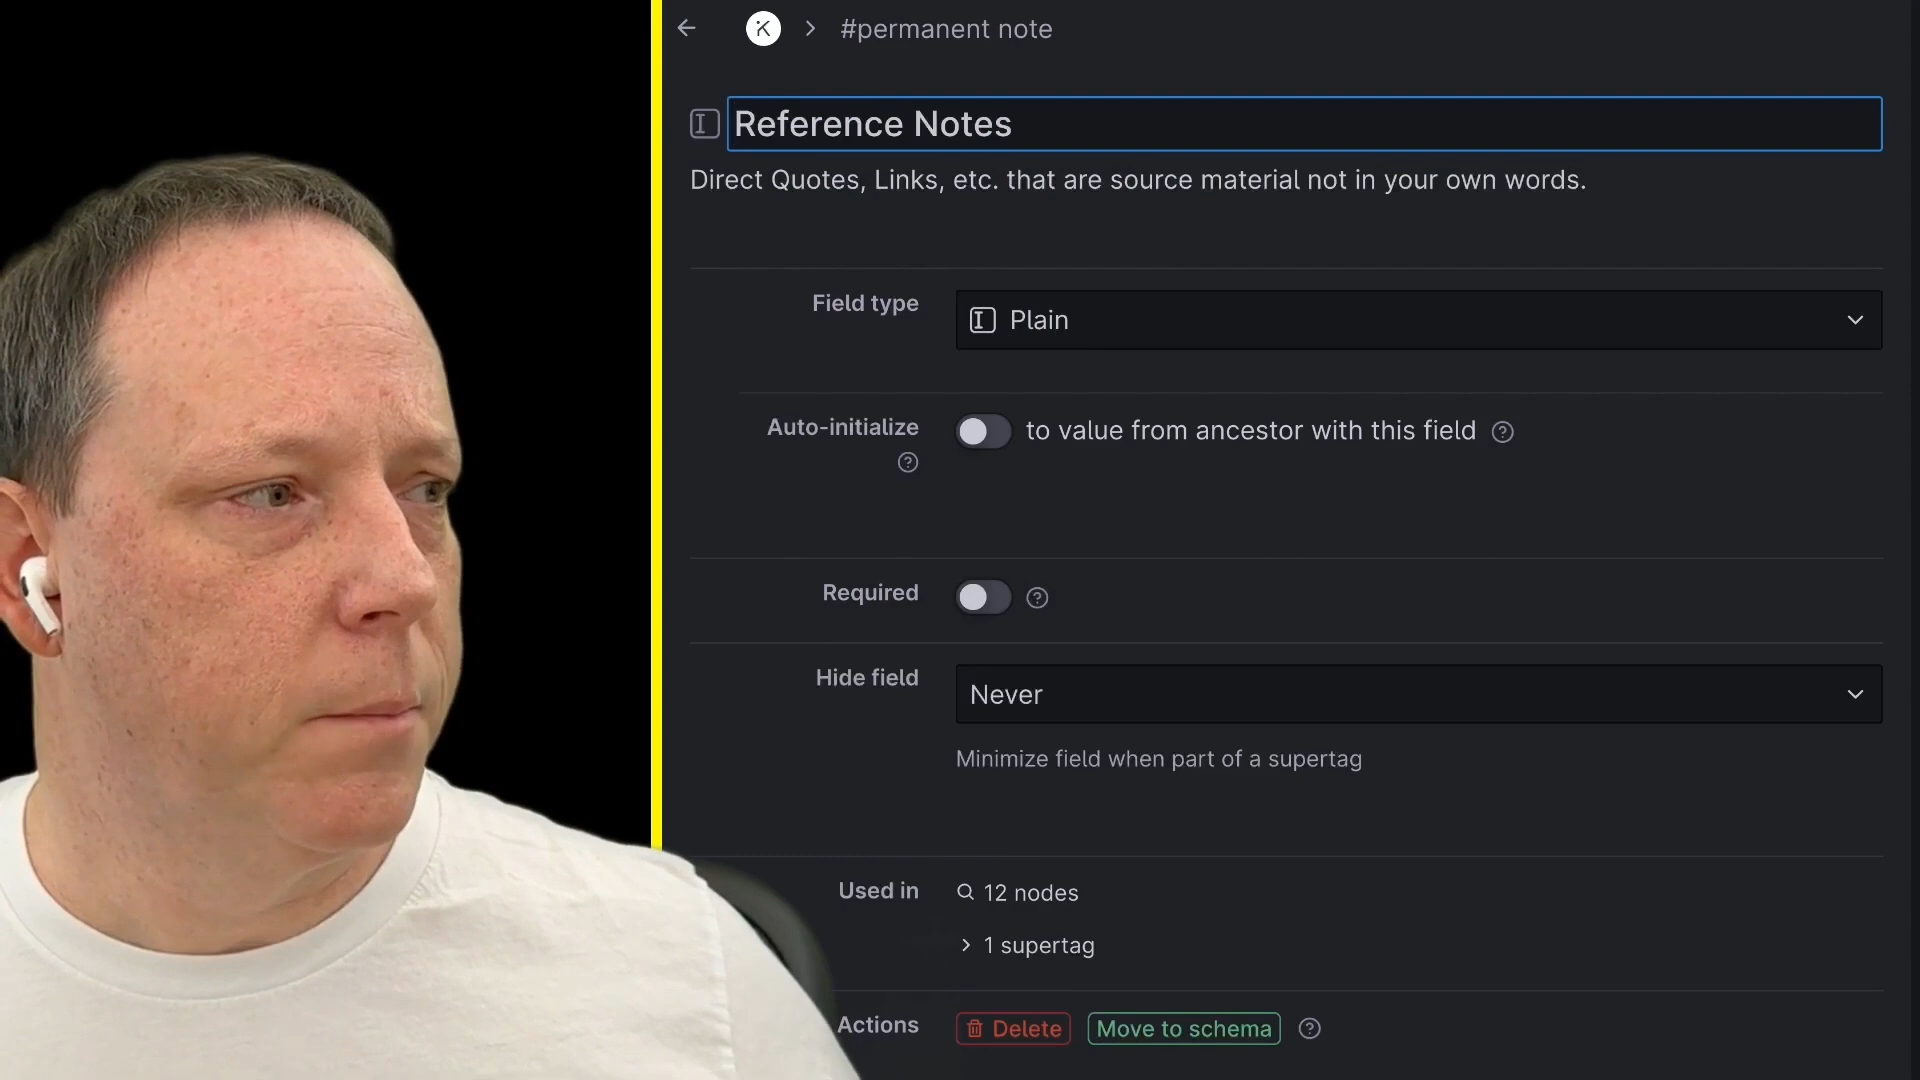 #permanent note
Reference Notes
Direct Quotes, Links, etc. that are source material not in your own words.
Field type
Plain
Auto-initialize
to value from ancestor with this field
Required
Hide field
Never
Minimize field when part of a supertag
Used in
12 nodes
1 supertag
Actions
Delete
Move to schema